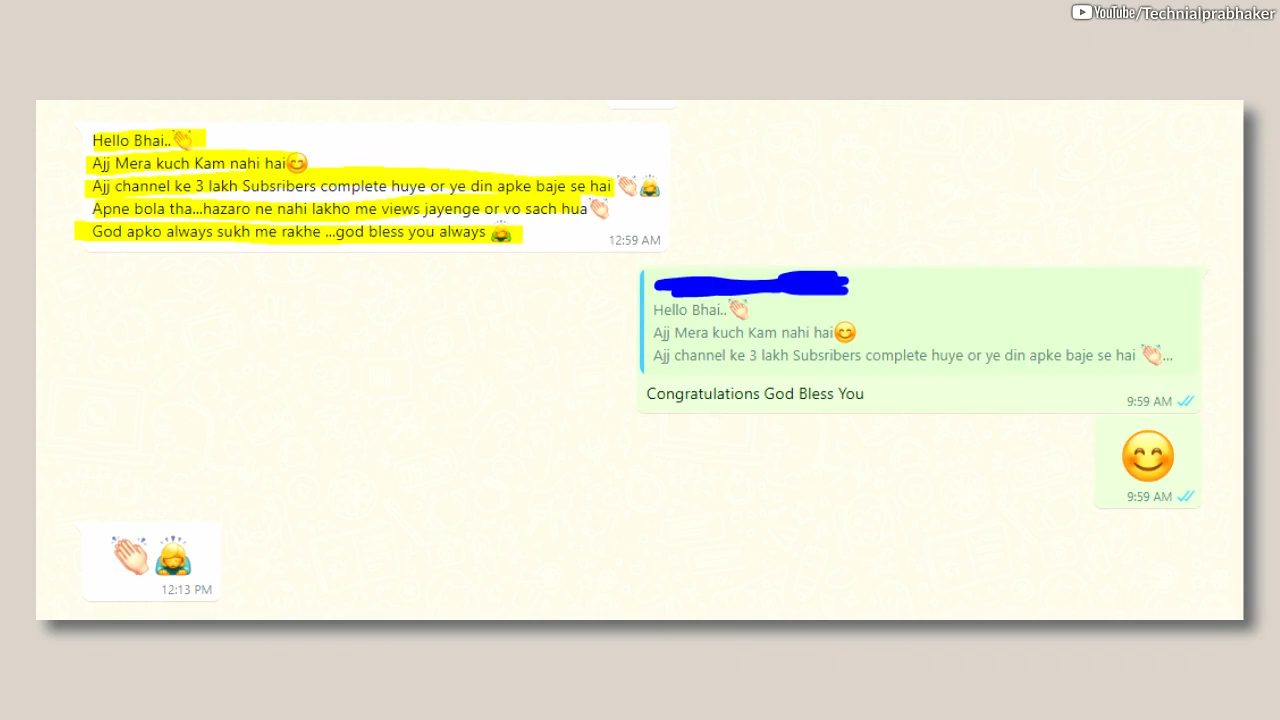 YouTube/Technialprabhaker
Hello Bhai..👏
Ajj Mera kuch Kam nahi hai😊
Ajj channel ke 3 lakh Subsribers complete huye or ye din apke baje se hai 👏🏻🙇
Apne bola tha...hazaro ne nahi lakho me views jayenge or vo sach hua👏🏻
God apko always sukh me rakhe ...god bless you always 🙇
12:59 AM
Hello Bhai..👏🏻
Ajj Mera kuch Kam nahi hai😊
Ajj channel ke 3 lakh Subsribers complete huye or ye din apke baje se hai 👏🏻...
Congratulations God Bless You
9:59 AM
😊
9:59 AM
👏🏻🙇
12:13 PM